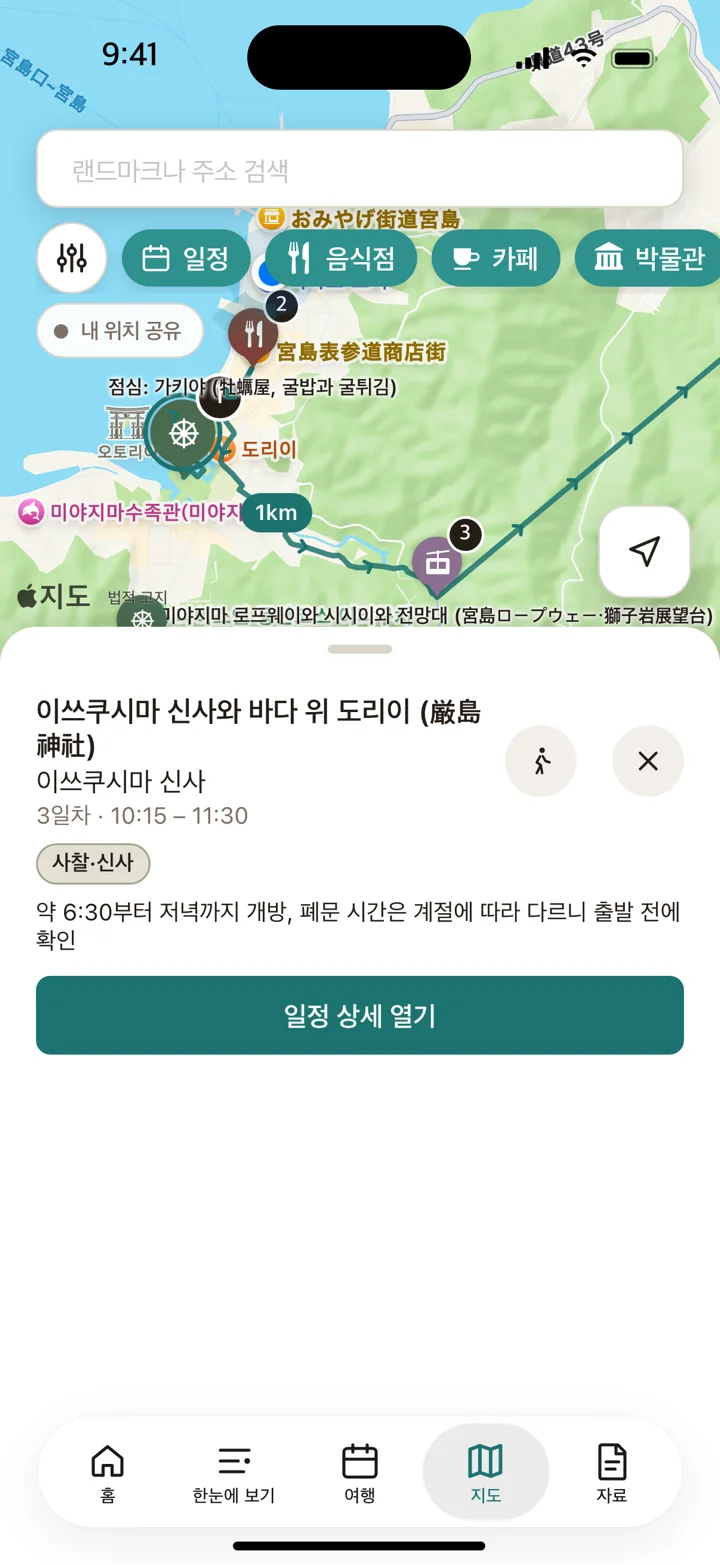 9:41
県道43号
宮島口~宮島
랜드마크나 주소 검색
おみやげ街道宮島
일정
음식점
카페
박물관
내 위치 공유
2
宮島表参道商店街
점심: 가키야 (牡蠣屋, 굴밥과 굴튀김)
오토리이
도리이
미야지마수족관(미야지
1km
3
지도
법적 고지
미야지마 로프웨이와 시시이와 전망대 (宮島ロープウェー·獅子岩展望台)
이쓰쿠시마 신사와 바다 위 도리이 (厳島
神社)
이쓰쿠시마 신사
3일차 · 10:15 – 11:30
사찰·신사
약 6:30부터 저녁까지 개방, 폐문 시간은 계절에 따라 다르니 출발 전에
확인
일정 상세 열기
홈
한눈에 보기
여행
지도
자료